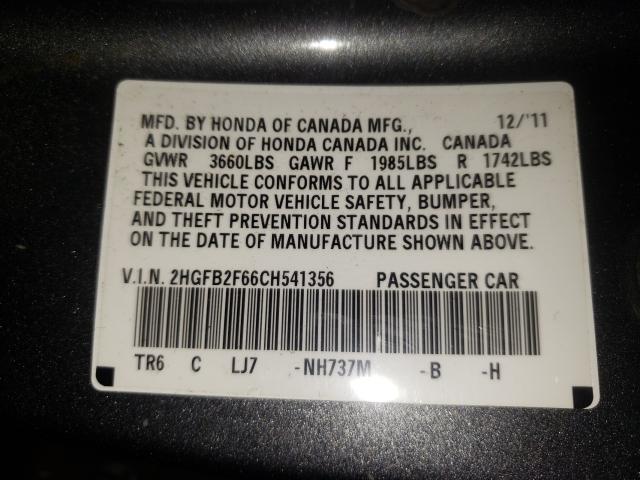 MFD. BY HONDA OF CANADA MFG., 12/'11
A DIVISION OF HONDA CANADA INC. CANADA
GVWR 3660LBS GAWR F 1985LBS R 1742LBS
THIS VEHICLE CONFORMS TO ALL APPLICABLE
FEDERAL MOTOR VEHICLE SAFETY, BUMPER,
AND THEFT PREVENTION STANDARDS IN EFFECT
ON THE DATE OF MANUFACTURE SHOWN ABOVE.
V.I.N. 2HGFB2F66CH541356 PASSENGER CAR
TR6 C LJ7 -NH737M -B -H